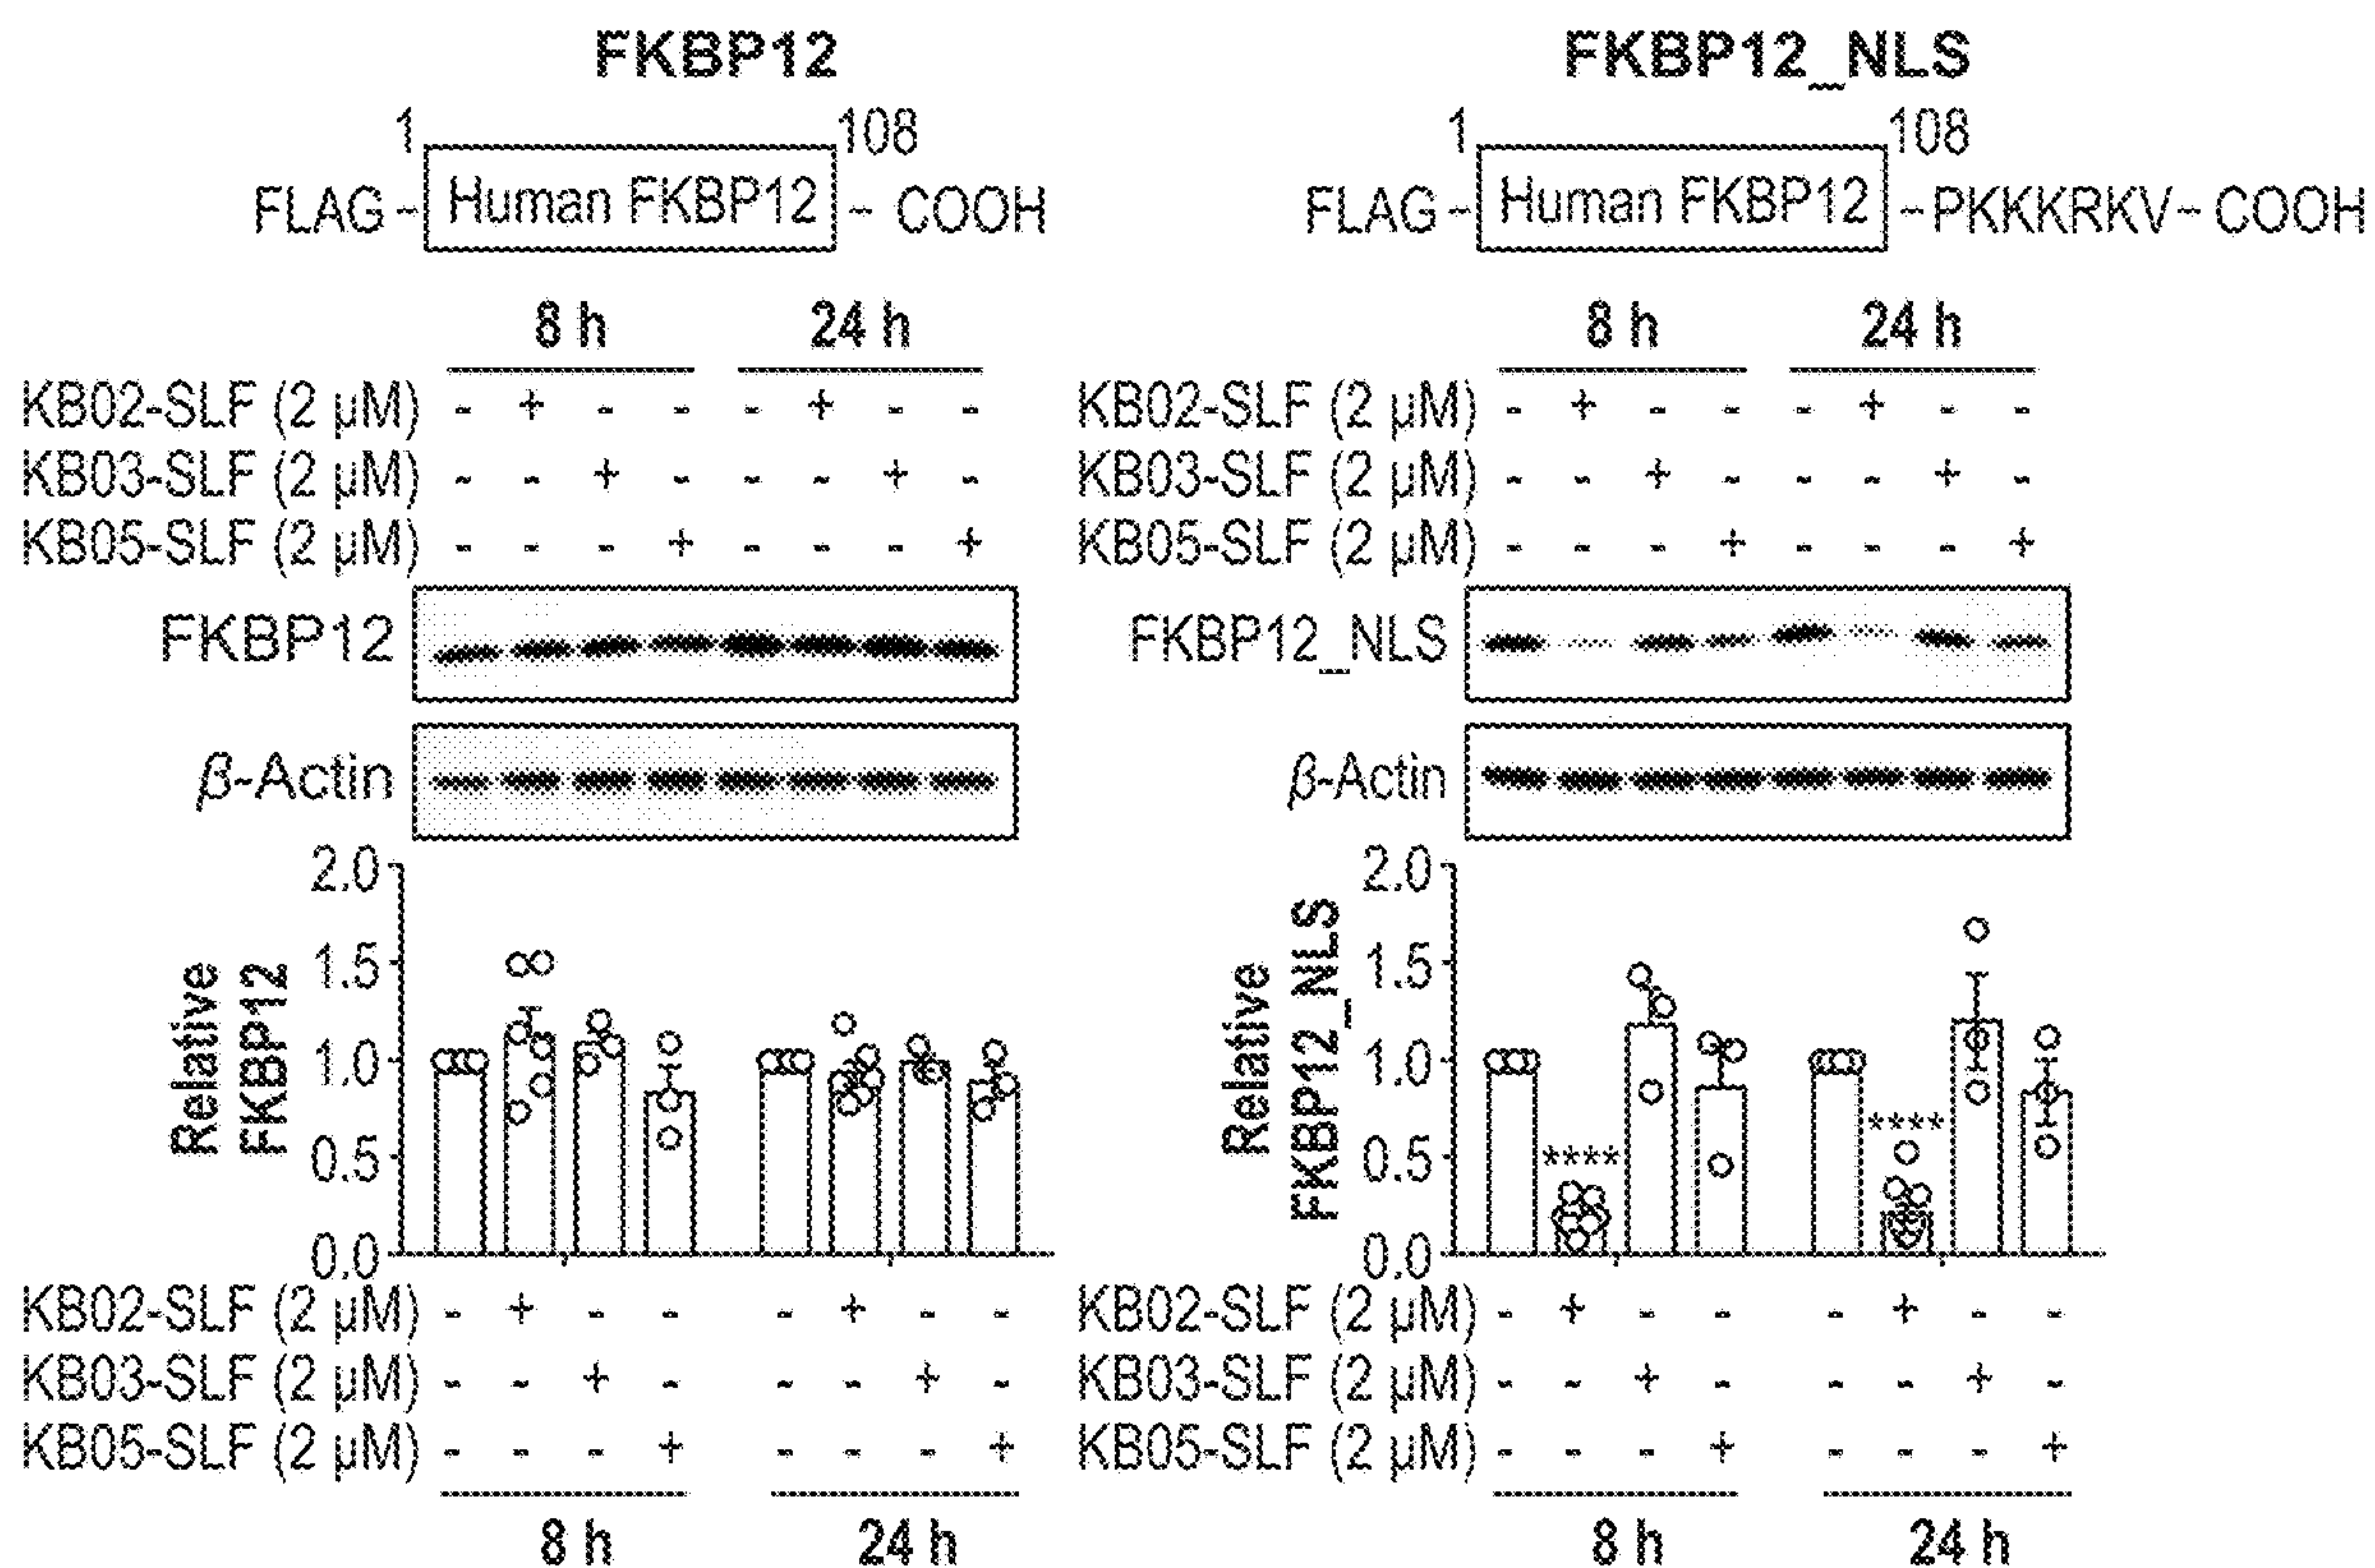 FKBP12
1 108
FLAG - Human FKBP12 - COOH
8 h 24 h
KB02-SLF (2 µM) - + - - - + - -
KB03-SLF (2 µM) - - + - - - + -
KB05-SLF (2 µM) - - - + - - - +
FKBP12
β-Actin
2.0
1.5
1.0
0.5
0.0
Relative
FKBP12
KB02-SLF (2 µM) - + - - - + - -
KB03-SLF (2 µM) - - + - - - + -
KB05-SLF (2 µM) - - - + - - - +
8 h 24 h
FKBP12_NLS
1 108
FLAG - Human FKBP12 - PKKKRKV - COOH
8 h 24 h
KB02-SLF (2 µM) - + - - - + - -
KB03-SLF (2 µM) - - + - - - + -
KB05-SLF (2 µM) - - - + - - - +
FKBP12_NLS
β-Actin
2.0
1.5
1.0
0.5
0.0
Relative
FKBP12_NLS
**** ****
KB02-SLF (2 µM) - + - - - + - -
KB03-SLF (2 µM) - - + - - - + -
KB05-SLF (2 µM) - - - + - - - +
8 h 24 h